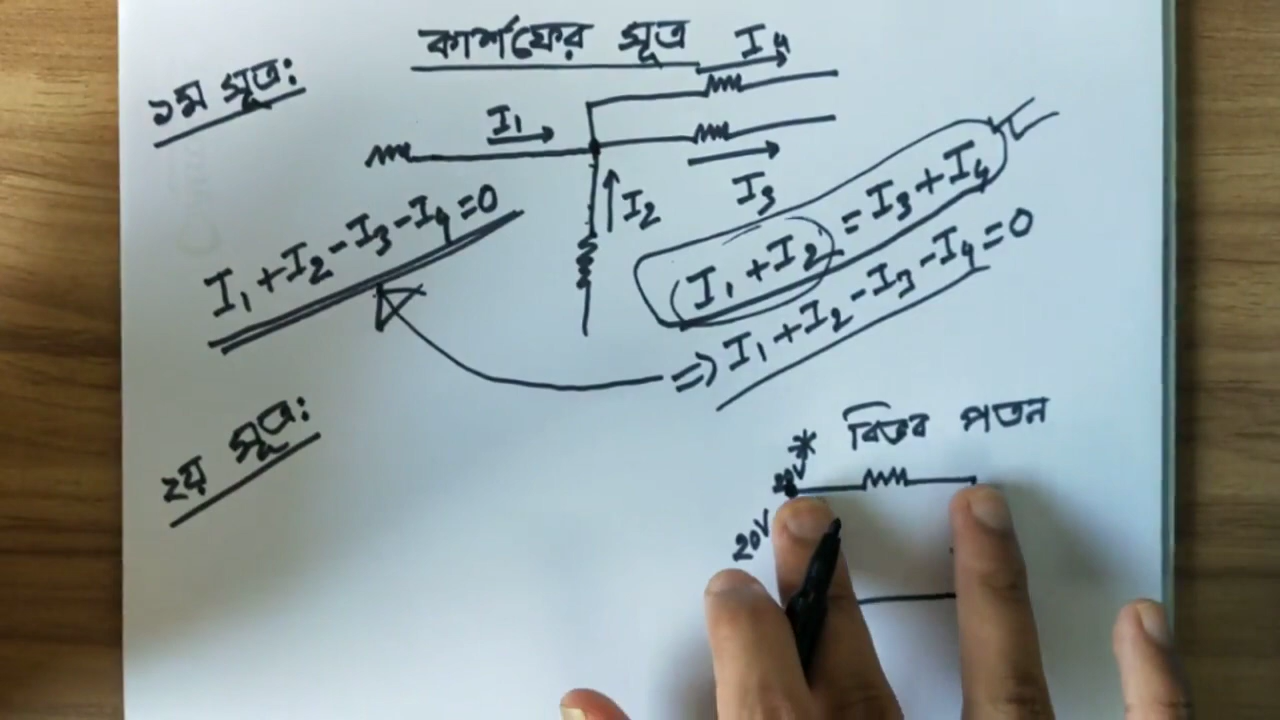 কার্শফের সূত্র
১ম সূত্র:
I₄
I₁
I₃
I₂
I₁ + I₂ - I₃ - I₄ = 0
I₁ + I₂ = I₃ + I₄
=> I₁ + I₂ - I₃ - I₄ = 0
২য় সূত্র:
* বিভব পতন
20V
20V